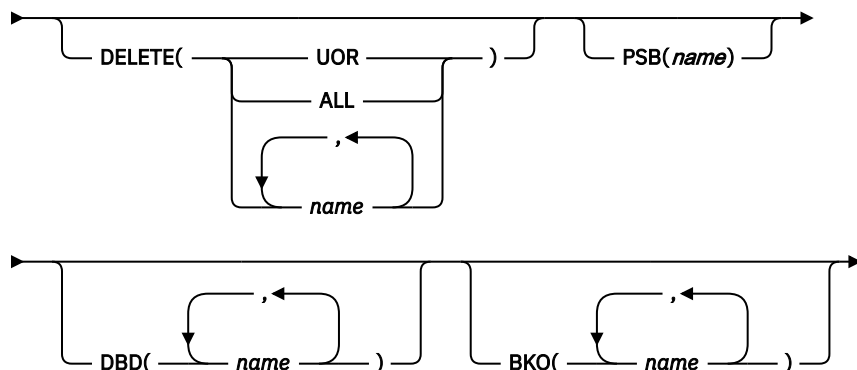 DELETE( UOR ) PSB(name)
ALL
,
name
, ,
DBD( name ) BKO( name )